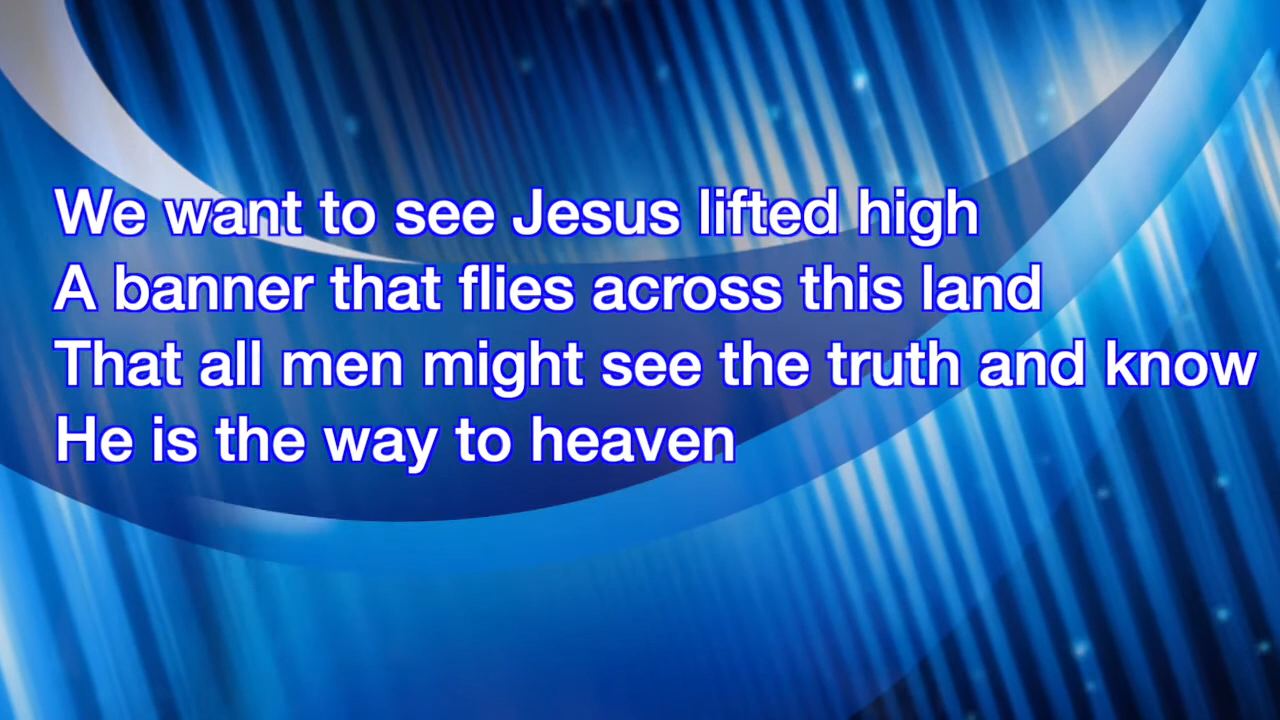 We want to see Jesus lifted high
A banner that flies across this land
That all men might see the truth and know
He is the way to heaven